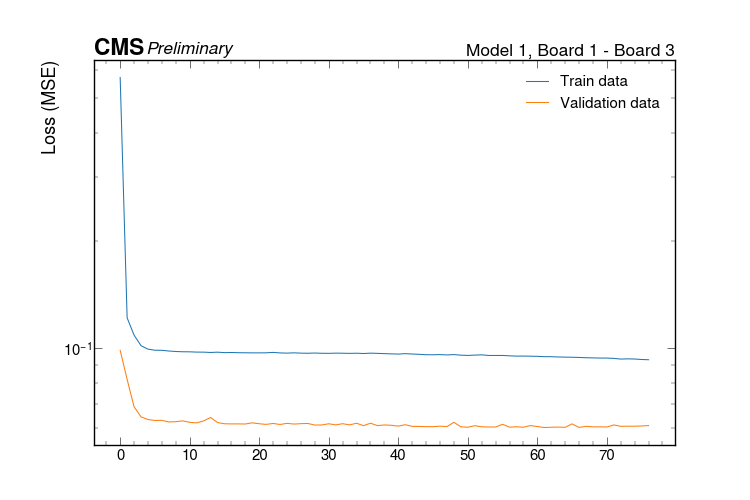 CMS Preliminary
Model 1, Board 1 - Board 3
Loss (MSE)
Train data
Validation data
10⁻¹
0 10 20 30 40 50 60 70